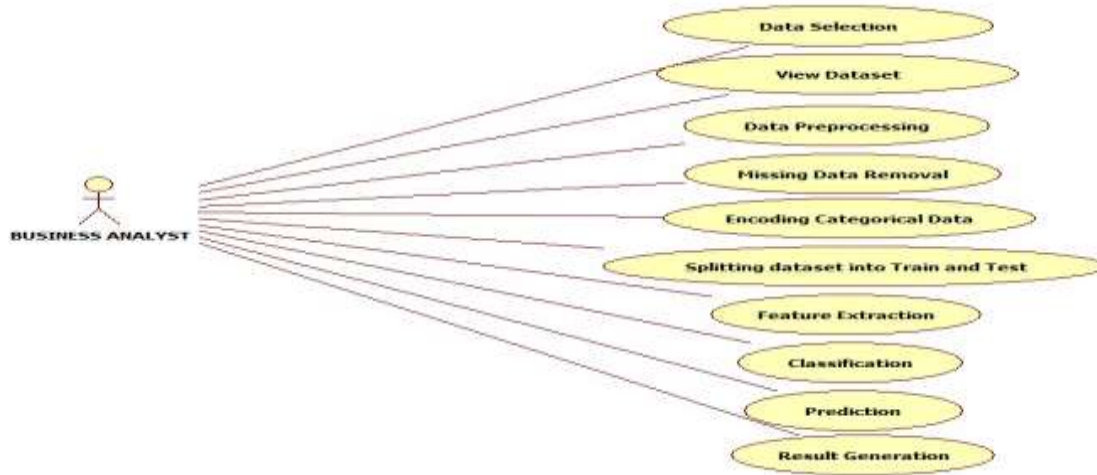 Data Selection
View Dataset
Data Preprocessing
Missing Data Removal
BUSINESS ANALYST
Encoding Categorical Data
Splitting dataset into Train and Test
Feature Extraction
Classification
Prediction
Result Generation